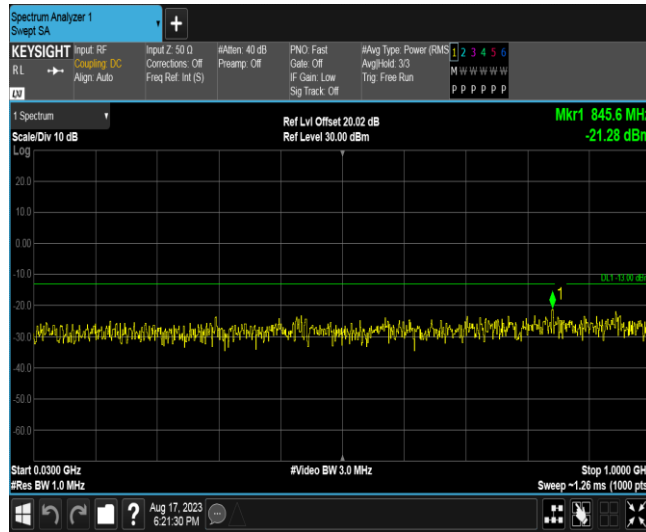 Spectrum Analyzer 1
Swept SA
KEYSIGHT
RL
LXI
Input: RF
Coupling: DC
Align: Auto
Input Z: 50 Ω
Corrections: Off
Freq Ref: Int (S)
#Atten: 40 dB
Preamp: Off
PNO: Fast
Gate: Off
IF Gain: Low
Sig Track: Off
#Avg Type: Power (RMS
Avg|Hold: 3/3
Trig: Free Run
1 2 3 4 5 6
M W W W W W
P P P P P P
1 Spectrum
Scale/Div 10 dB
Log
Ref Lvl Offset 20.02 dB
Ref Level 30.00 dBm
Mkr1 845.6 MHz
-21.28 dBm
20.0
10.0
0.00
-10.0
DL1 -13.00 dBm
1
-20.0
-30.0
-40.0
-50.0
-60.0
Start 0.0300 GHz
#Res BW 1.0 MHz
#Video BW 3.0 MHz
Stop 1.0000 GH
Sweep ~1.26 ms (1000 pts
?
Aug 17, 2023
6:21:30 PM